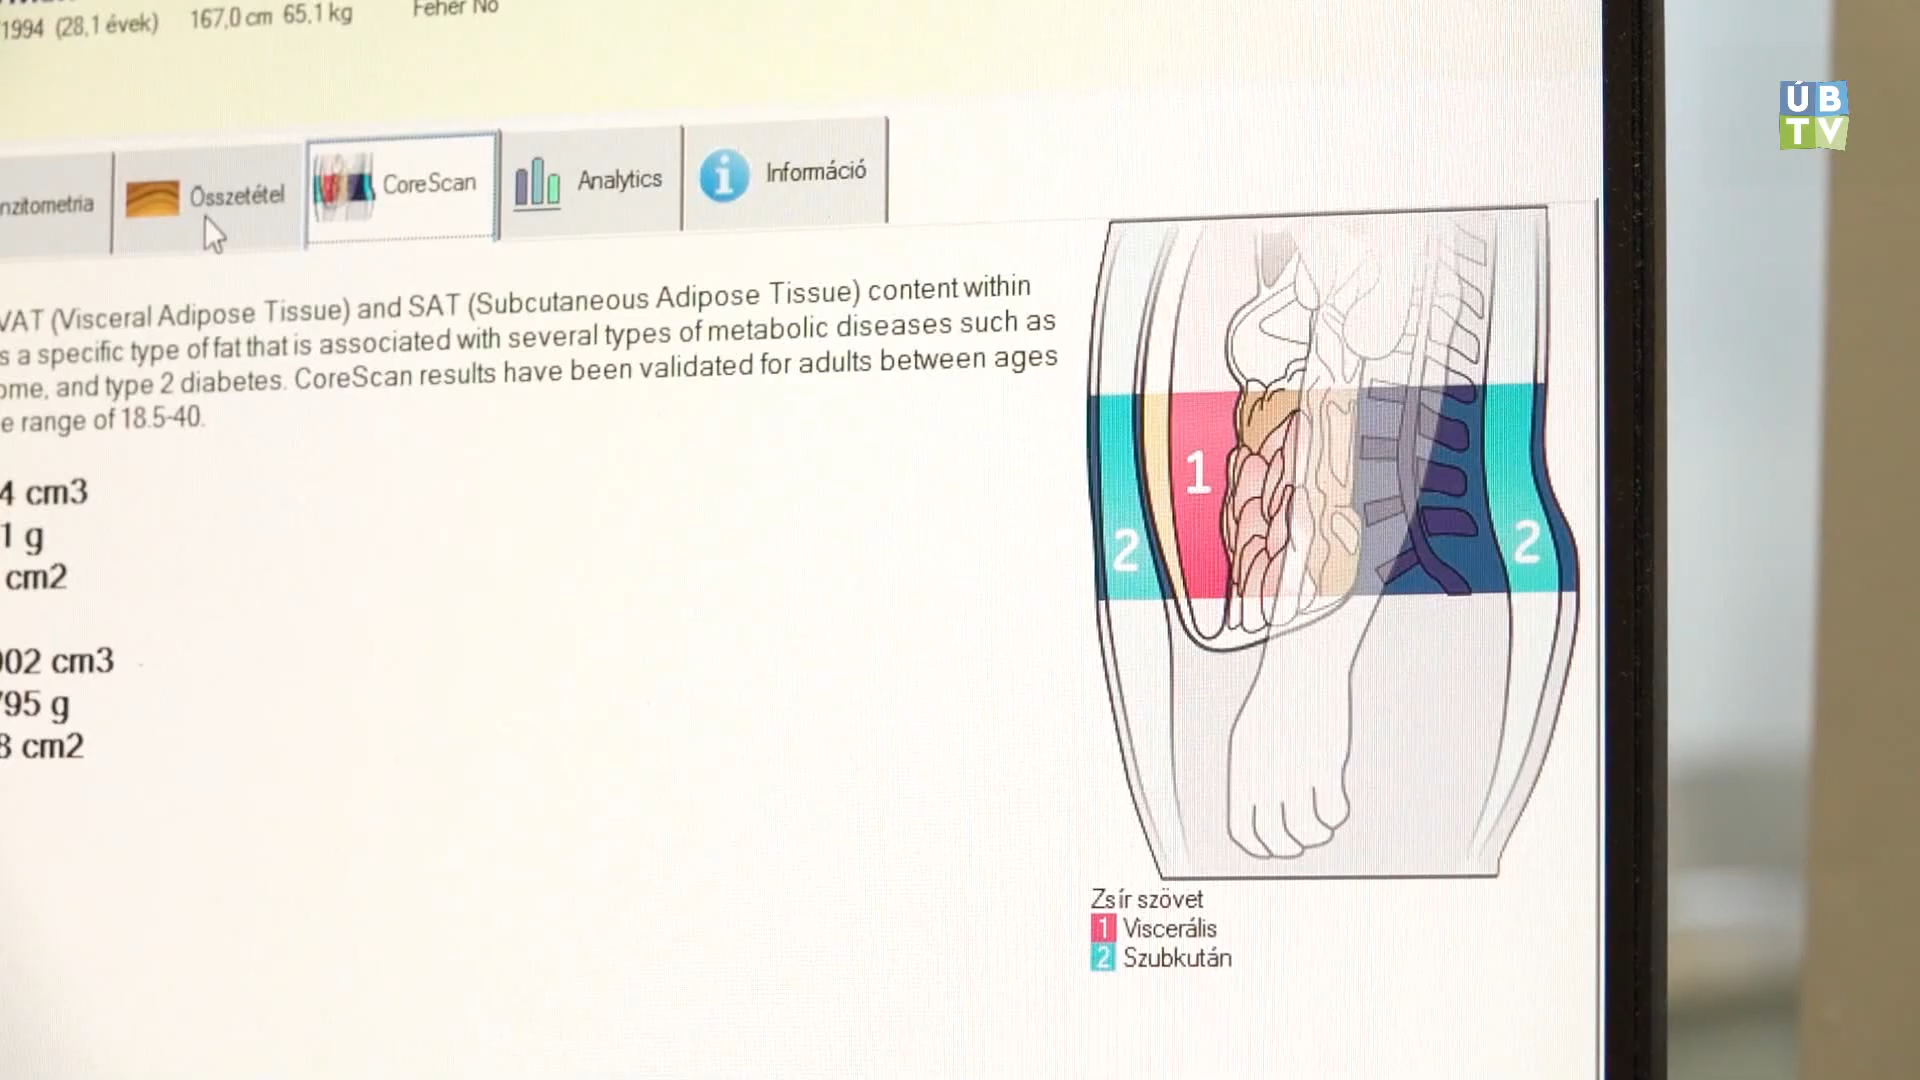 1994 (28,1 évek) 167,0 cm 65,1 kg Fehér Nő
ÚB
TV
nzitometria Összetétel CoreScan Analytics Információ
VAT (Visceral Adipose Tissue) and SAT (Subcutaneous Adipose Tissue) content within
s a specific type of fat that is associated with several types of metabolic diseases such as
ome, and type 2 diabetes. CoreScan results have been validated for adults between ages
e range of 18.5-40.
4 cm3
1 g
cm2
02 cm3
795 g
8 cm2
1
2
2
Zsír szövet
1 Viscerális
2 Szubkután